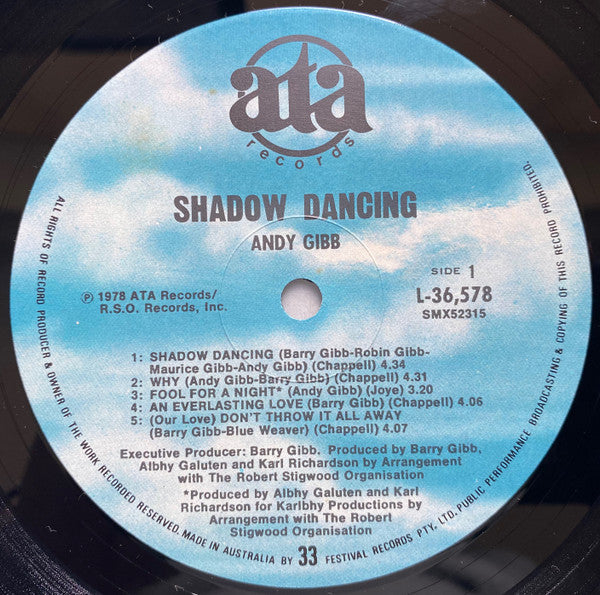 ata
records
SHADOW DANCING
ANDY GIBB
SIDE 1
L-36,578
SMX52315
℗ 1978 ATA Records/
R.S.O. Records, Inc.
1: SHADOW DANCING (Barry Gibb-Robin Gibb-
Maurice Gibb-Andy Gibb) (Chappell) 4.34
2: WHY (Andy Gibb-Barry Gibb) (Chappell) 4.31
3: FOOL FOR A NIGHT* (Andy Gibb) (Joye) 3.20
4: AN EVERLASTING LOVE (Barry Gibb) (Chappell) 4.06
5: (Our Love) DON'T THROW IT ALL AWAY
(Barry Gibb-Blue Weaver) (Chappell) 4.07
Executive Producer: Barry Gibb. Produced by Barry Gibb,
Albhy Galuten and Karl Richardson by Arrangement
with The Robert Stigwood Organisation
*Produced by Albhy Galuten and Karl
Richardson for Karlbhy Productions by
Arrangement with The Robert
Stigwood Organisation
ALL RIGHTS OF RECORD PRODUCER & OWNER OF THE WORK RECORDED RESERVED. MADE IN AUSTRALIA BY 33 FESTIVAL RECORDS PTY. LTD. PUBLIC PERFORMANCE BROADCASTING & COPYING OF THIS RECORD PROHIBITED.